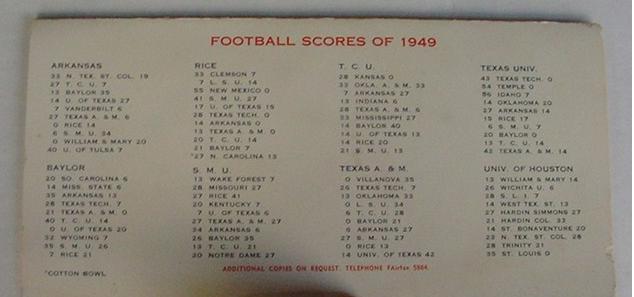 FOOTBALL SCORES OF 1949
ARKANSAS
33 N. TEX. ST. COL. 19
27 T. C. U. 7
13 BAYLOR 35
14 U. OF TEXAS 27
7 VANDERBILT 6
27 TEXAS A. & M. 6
0 RICE 14
6 S. M. U. 34
0 WILLIAM & MARY 20
40 U. OF TULSA 7
BAYLOR
20 SO. CAROLINA 6
14 MISS. STATE 6
35 ARKANSAS 13
28 TEXAS TECH. 7
21 TEXAS A. & M. 0
40 T. C. U. 14
0 U. OF TEXAS 20
32 WYOMING 7
35 S. M. U. 26
7 RICE 21
*COTTON BOWL
RICE
33 CLEMSON 7
7 L. S. U. 14
55 NEW MEXICO 0
41 S. M. U. 27
17 U. OF TEXAS 15
28 TEXAS TECH. 0
14 ARKANSAS 0
13 TEXAS A. & M. 0
20 T. C. U. 14
21 BAYLOR 7
*27 N. CAROLINA 13
S. M. U.
13 WAKE FOREST 7
28 MISSOURI 27
27 RICE 41
20 KENTUCKY 7
7 U. OF TEXAS 6
27 TEXAS A. & M. 27
34 ARKANSAS 6
26 BAYLOR 35
13 T. C. U. 21
20 NOTRE DAME 27
T. C. U.
28 KANSAS 0
33 OKLA. A. & M. 33
7 ARKANSAS 27
13 INDIANA 6
28 TEXAS A. & M. 6
33 MISSISSIPPI 27
14 BAYLOR 40
14 U. OF TEXAS 13
14 RICE 20
21 S. M. U. 13
TEXAS A. & M.
0 VILLANOVA 35
26 TEXAS TECH. 7
13 OKLAHOMA 33
0 L. S. U. 34
6 T. C. U. 28
0 BAYLOR 21
0 ARKANSAS 27
27 S. M. U. 27
0 RICE 13
14 UNIV. OF TEXAS 42
TEXAS UNIV.
43 TEXAS TECH. 0
54 TEMPLE 0
56 IDAHO 7
14 OKLAHOMA 20
27 ARKANSAS 14
15 RICE 17
6 S. M. U. 7
20 BAYLOR 0
13 T. C. U. 14
42 TEXAS A. & M. 14
UNIV. OF HOUSTON
13 WILLIAM & MARY 14
26 WICHITA U. 6
28 S. L. I. 7
14 WEST TEX. ST. 13
27 HARDIN SIMMONS 27
21 HARDIN COL. 33
14 ST. BONAVENTURE 20
23 N. TEX. ST. COL. 28
28 TRINITY 21
35 ST. LOUIS 0
ADDITIONAL COPIES ON REQUEST. TELEPHONE FAirfax 5864.